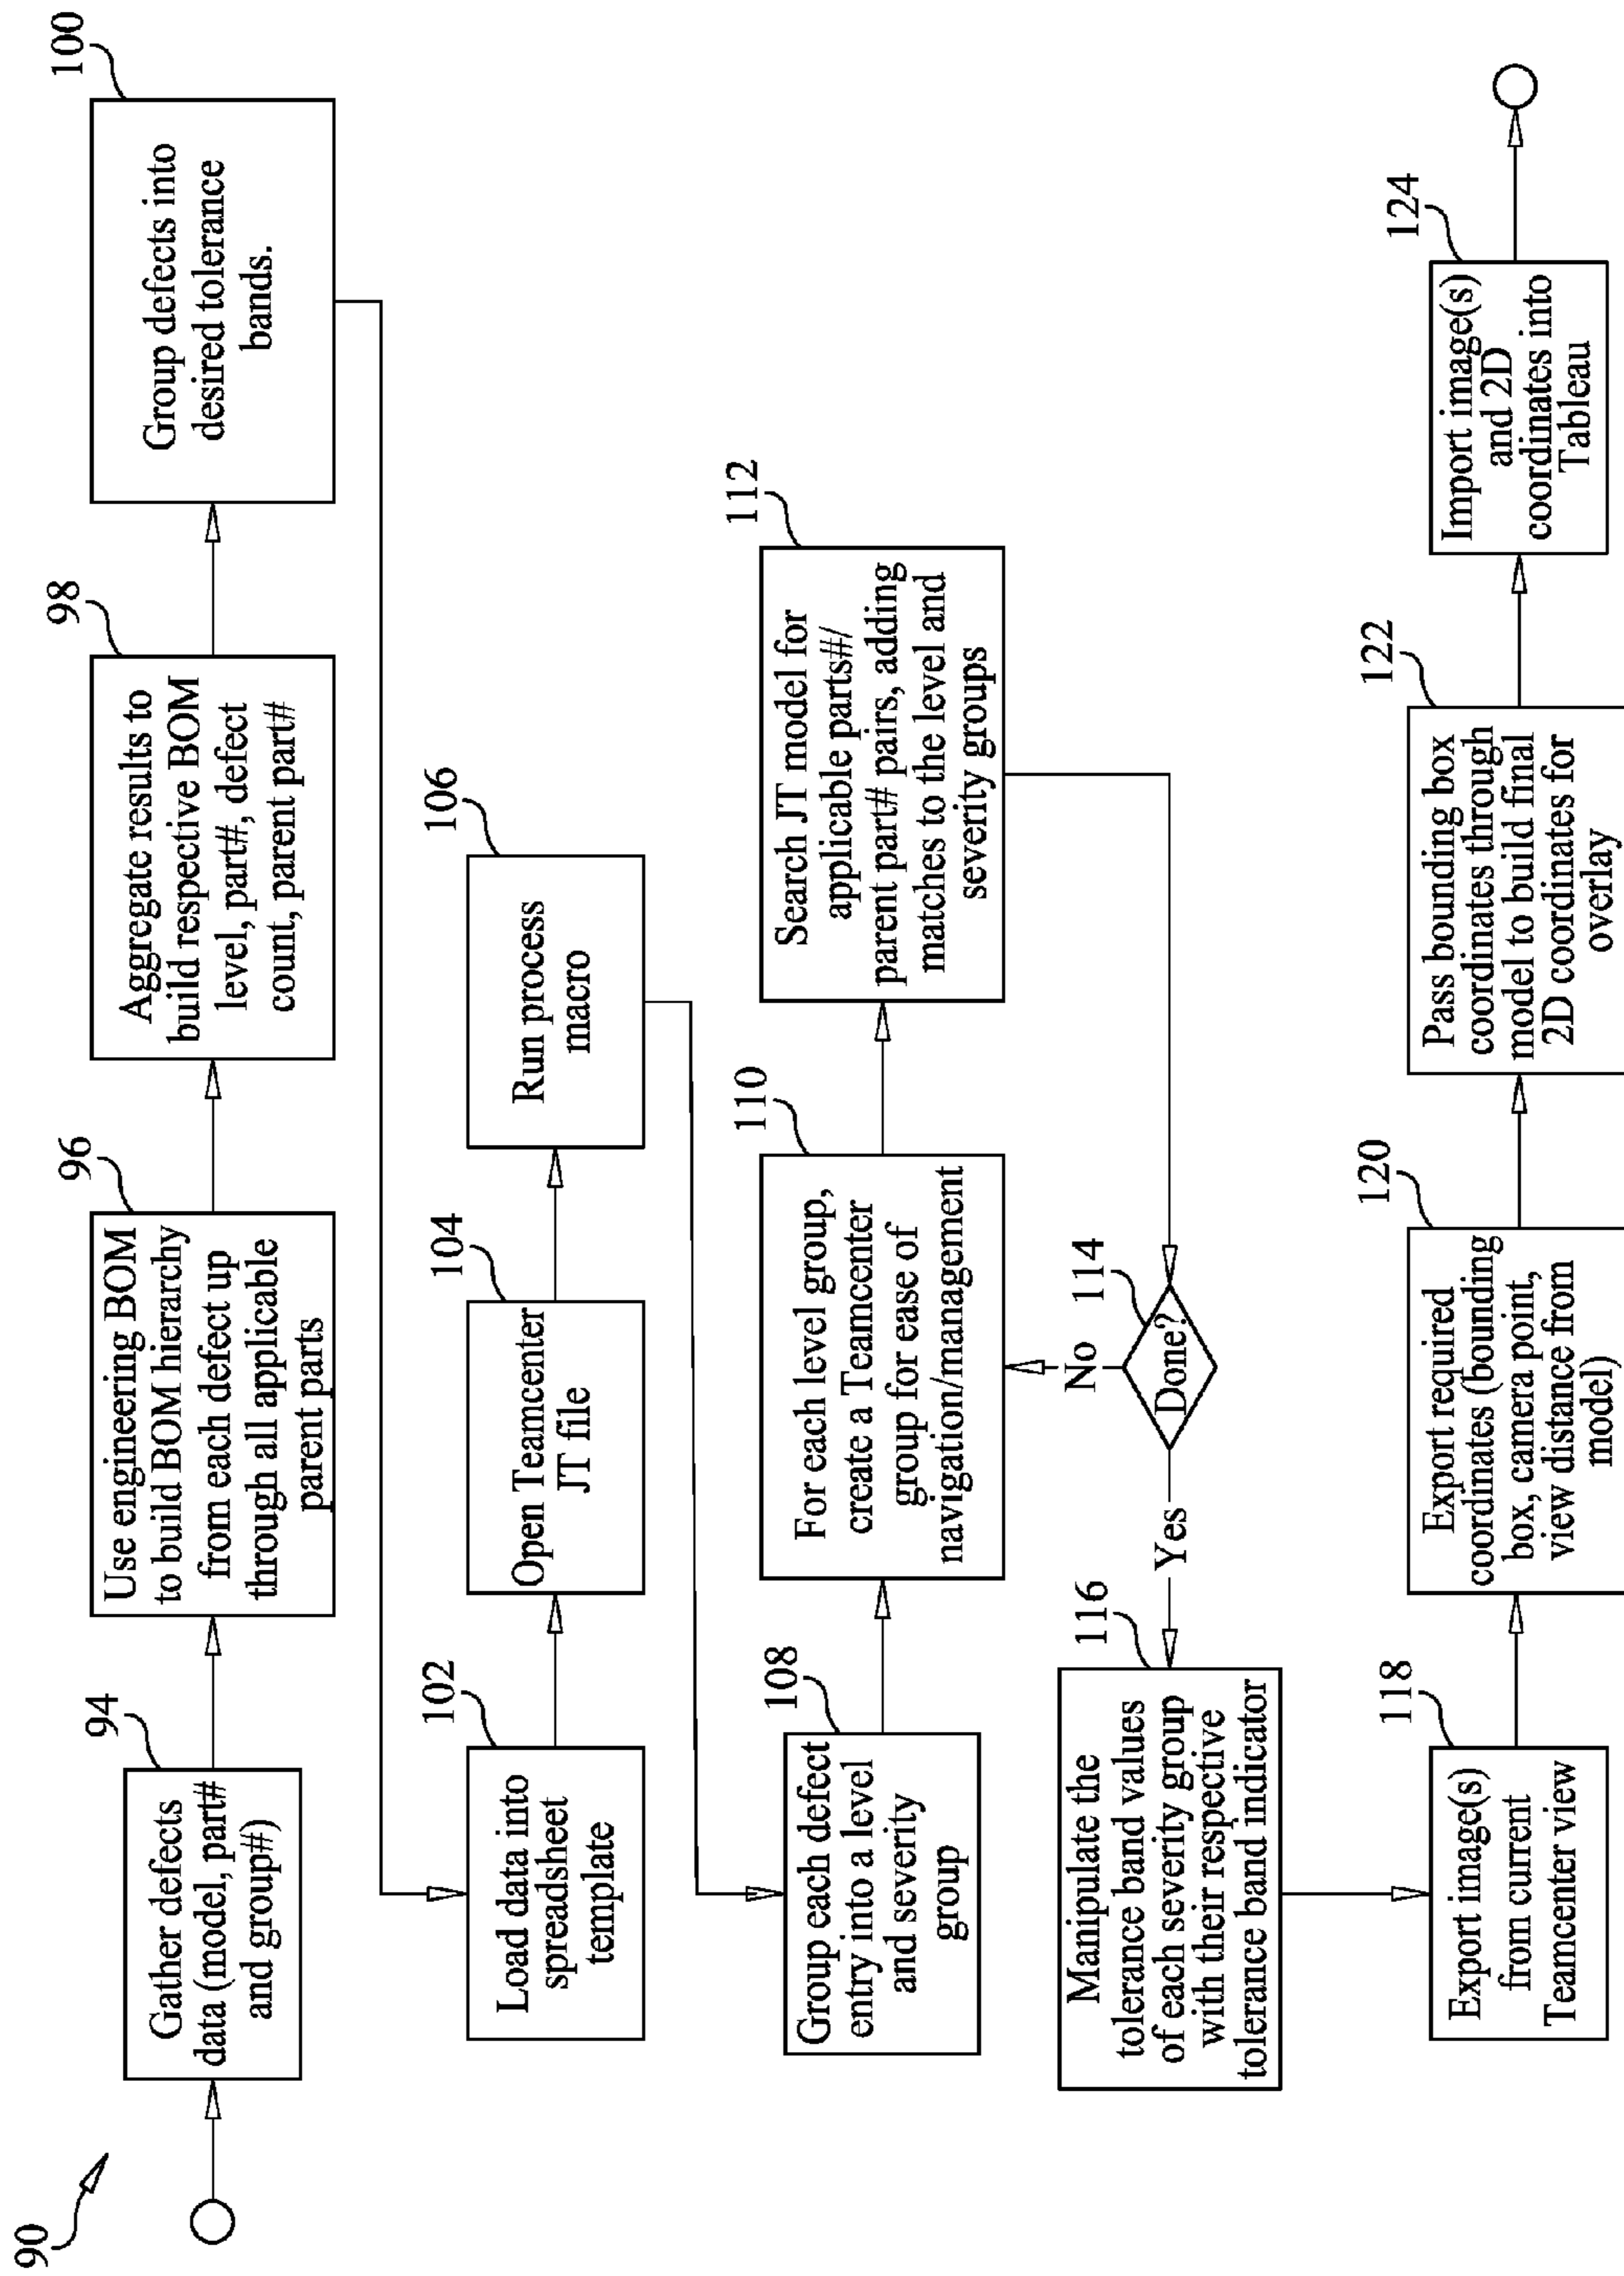 90
94
Gather defects
data (model, part#
and group#)
96
Use engineering BOM
to build BOM hierarchy
from each defect up
through all applicable
parent parts
98
Aggregate results to
build respective BOM
level, part#, defect
count, parent part#
100
Group defects into
desired tolerance
bands.
102
Load data into
spreadsheet
template
104
Open Teamcenter
JT file
106
Run process
macro
108
Group each defect
entry into a level
and severity
group
110
For each level group,
create a Teamcenter
group for ease of
navigation/management
112
Search JT model for
applicable parts#/
parent part# pairs, adding
matches to the level and
severity groups
114
Done?
No
Yes
116
Manipulate the
tolerance band values
of each severity group
with their respective
tolerance band indicator
118
Export image(s)
from current
Teamcenter view
120
Export required
coordinates (bounding
box, camera point,
view distance from
model)
122
Pass bounding box
coordinates through
model to build final
2D coordinates for
overlay
124
Import image(s)
and 2D
coordinates into
Tableau